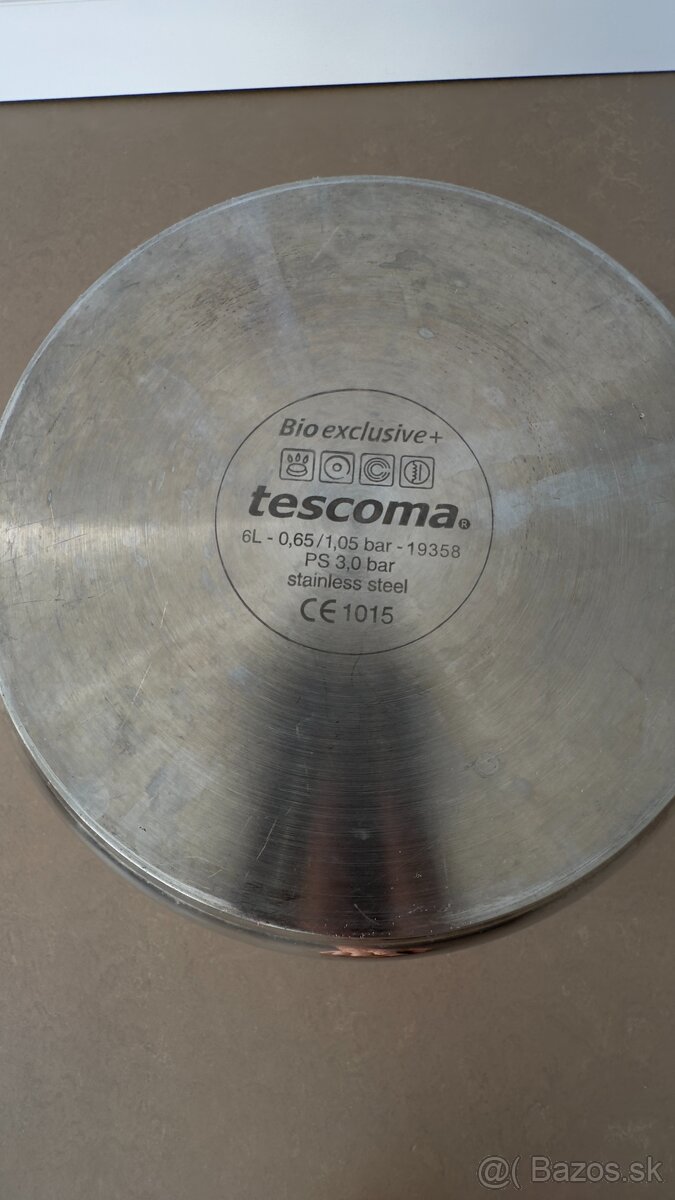 Bio exclusive+
tescoma®
6L - 0,65/1,05 bar - 19358
PS 3,0 bar
stainless steel
CE 1015
@( Bazos.sk